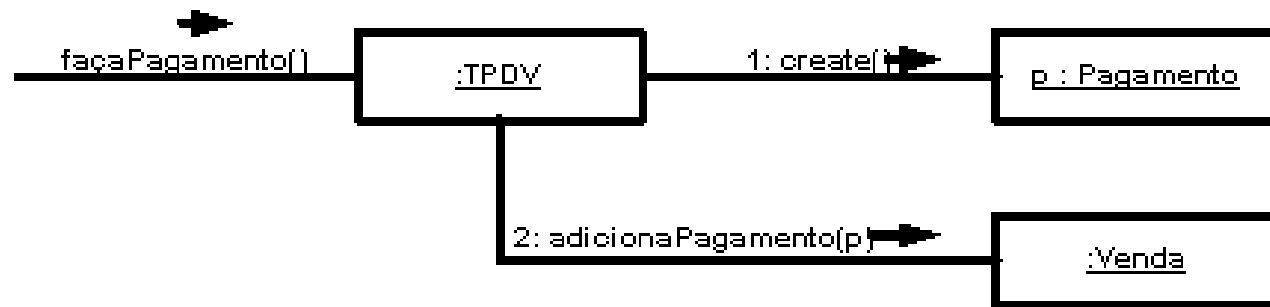 façaPagamento()
:TPDV
1: create()
p : Pagamento
2: adicionaPagamento(p)
:Venda